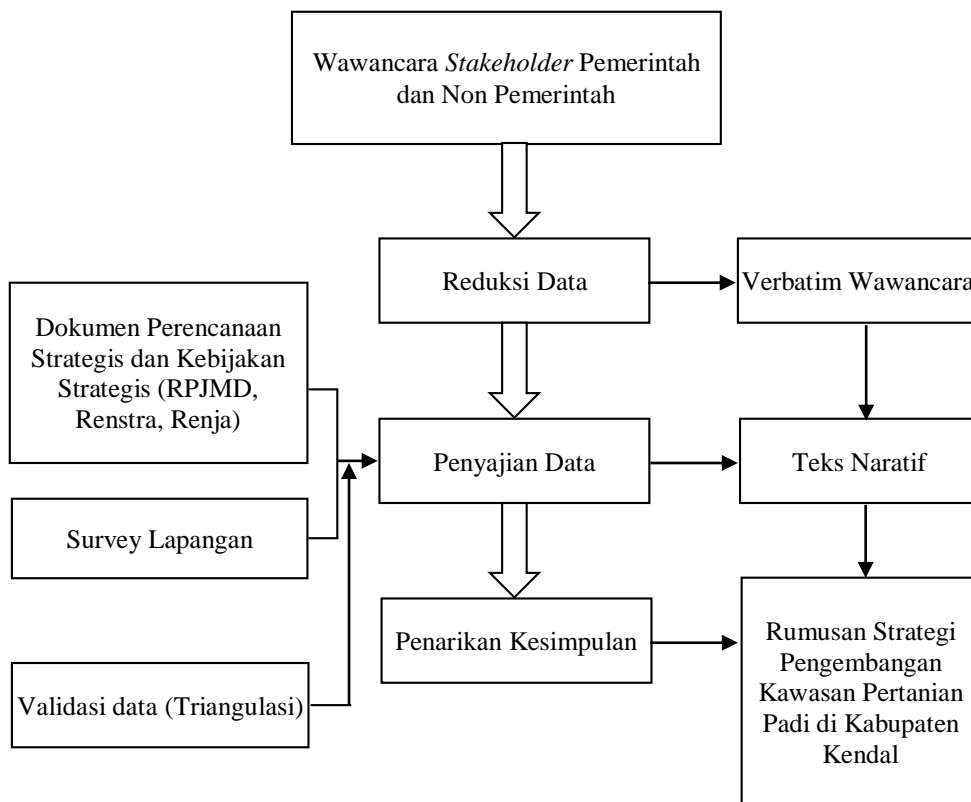 Wawancara Stakeholder Pemerintah
dan Non Pemerintah
Reduksi Data
Verbatim Wawancara
Dokumen Perencanaan
Strategis dan Kebijakan
Strategis (RPJMD,
Renstra, Renja)
Penyajian Data
Teks Naratif
Survey Lapangan
Penarikan Kesimpulan
Rumusan Strategi
Pengembangan
Kawasan Pertanian
Padi di Kabupaten
Kendal
Validasi data (Triangulasi)